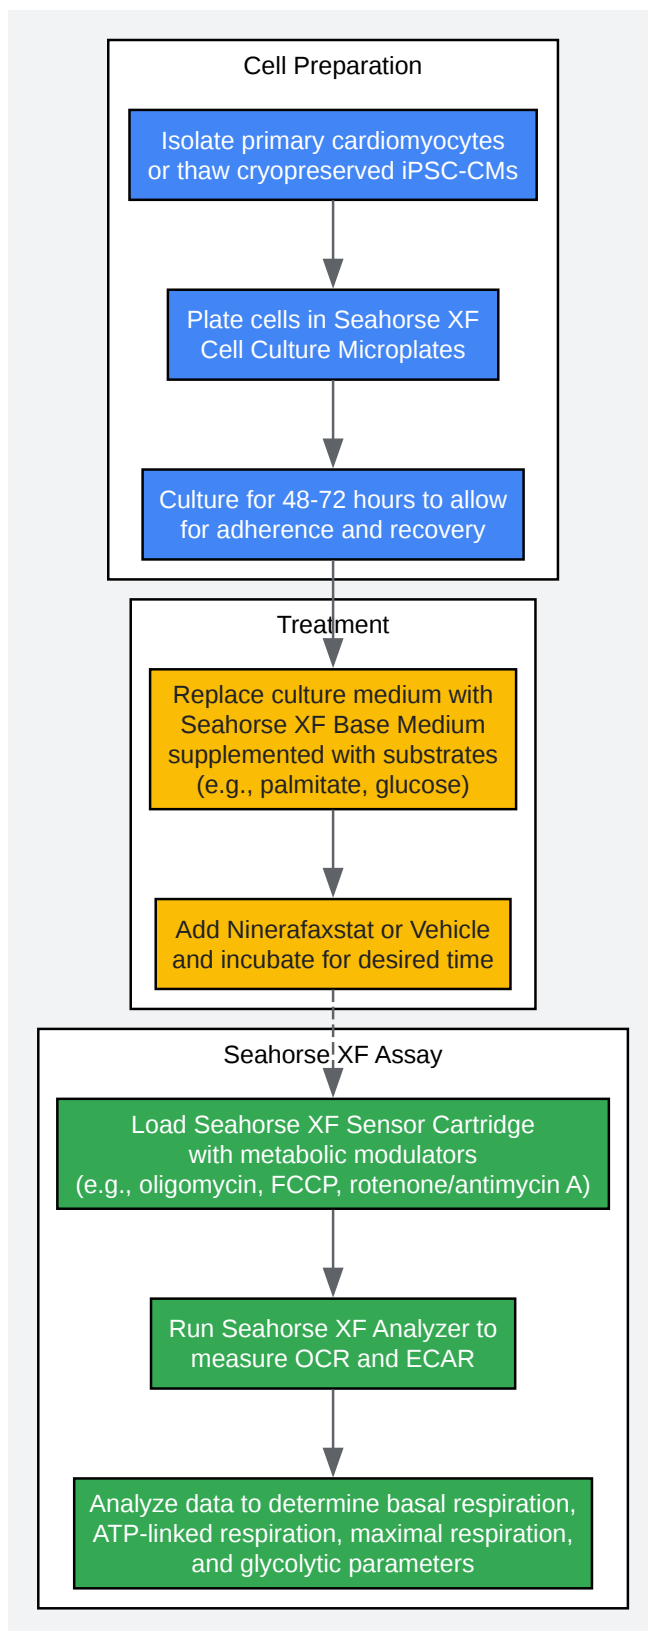 Cell Preparation
Isolate primary cardiomyocytes
or thaw cryopreserved iPSC-CMs
Plate cells in Seahorse XF
Cell Culture Microplates
Culture for 48-72 hours to allow
for adherence and recovery
Treatment
Replace culture medium with
Seahorse XF Base Medium
supplemented with substrates
(e.g., palmitate, glucose)
Add Ninerafaxstat or Vehicle
and incubate for desired time
Seahorse XF Assay
Load Seahorse XF Sensor Cartridge
with metabolic modulators
(e.g., oligomycin, FCCP, rotenone/antimycin A)
Run Seahorse XF Analyzer to
measure OCR and ECAR
Analyze data to determine basal respiration,
ATP-linked respiration, maximal respiration,
and glycolytic parameters